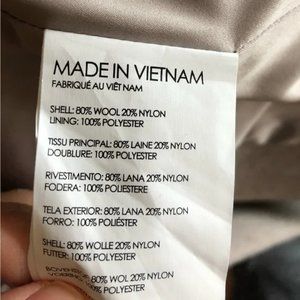 MADE IN VIETNAM
FABRIQUÉ AU VIÊT NAM
SHELL: 80% WOOL 20% NYLON
LINING: 100% POLYESTER
TISSU PRINCIPAL: 80% LAINE 20% NYLON
DOUBLURE: 100% POLYESTER
RIVESTIMENTO: 80% LANA 20% NYLON
FODERA: 100% POLIESTERE
TELA EXTERIOR: 80% LANA 20% NYLON
FORRO: 100% POLIÉSTER
SHELL: 80% WOLLE 20% NYLON
FUTTER: 100% POLYESTER
80% WOL 20% NYLON
100% POLYESTER